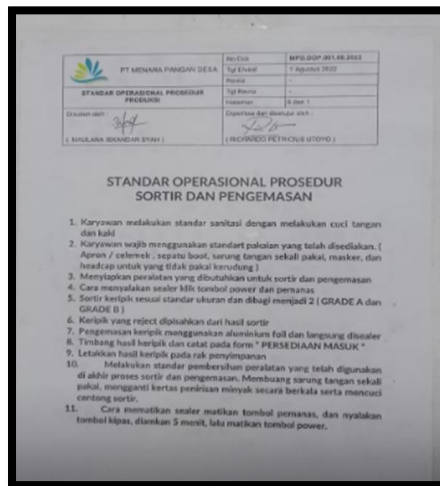 No Dok
MPD.SOP.001.08.2022
PT MENARA PANGAN DESA
Tgl Efektif
1 Agustus 2022
Revisi
-
STANDAR OPERASIONAL PROSEDUR
PRODUKSI
Tgl Revisi
-
Halaman
Disusun oleh :
( MAULANA ISKANDAR SYAH )
Diperiksa dan disetujui oleh :
( RICHARDO PETRICIUS UTOYO )
STANDAR OPERASIONAL PROSEDUR
SORTIR DAN PENGEMASAN
1. Karyawan melakukan standar sanitasi dengan melakukan cuci tangan
dan kaki
2. Karyawan wajib menggunakan standart pakaian yang telah disediakan. (
Apron / celemek , sepatu boot, sarung tangan sekali pakai, masker, dan
headcap untuk yang tidak pakai kerudung )
3. Menyiapkan peralatan yang dibutuhkan untuk sortir dan pengemasan
4. Cara menyalakan sealer klik tombol power dan pemanas
5. Sortir keripik sesuai standar ukuran dan dibagi menjadi 2 ( GRADE A dan
GRADE B )
6. Keripik yang reject dipisahkan dari hasil sortir
7. Pengemasan keripik menggunakan aluminium foil dan langsung disealer
8. Timbang hasil keripik dan catat pada form " PERSEDIAAN MASUK "
9. Letakkan hasil keripik pada rak penyimpanan
10. Melakukan standar pembersihan peralatan yang telah digunakan
di akhir proses sortir dan pengemasan. Membuang sarung tangan sekali
pakai, mengganti kertas penirisan minyak secara berkala serta mencuci
centong sortir.
11. Cara mematikan sealer matikan tombol pemanas, dan nyalakan
tombol kipas, diamkan 5 menit, lalu matikan tombol power.